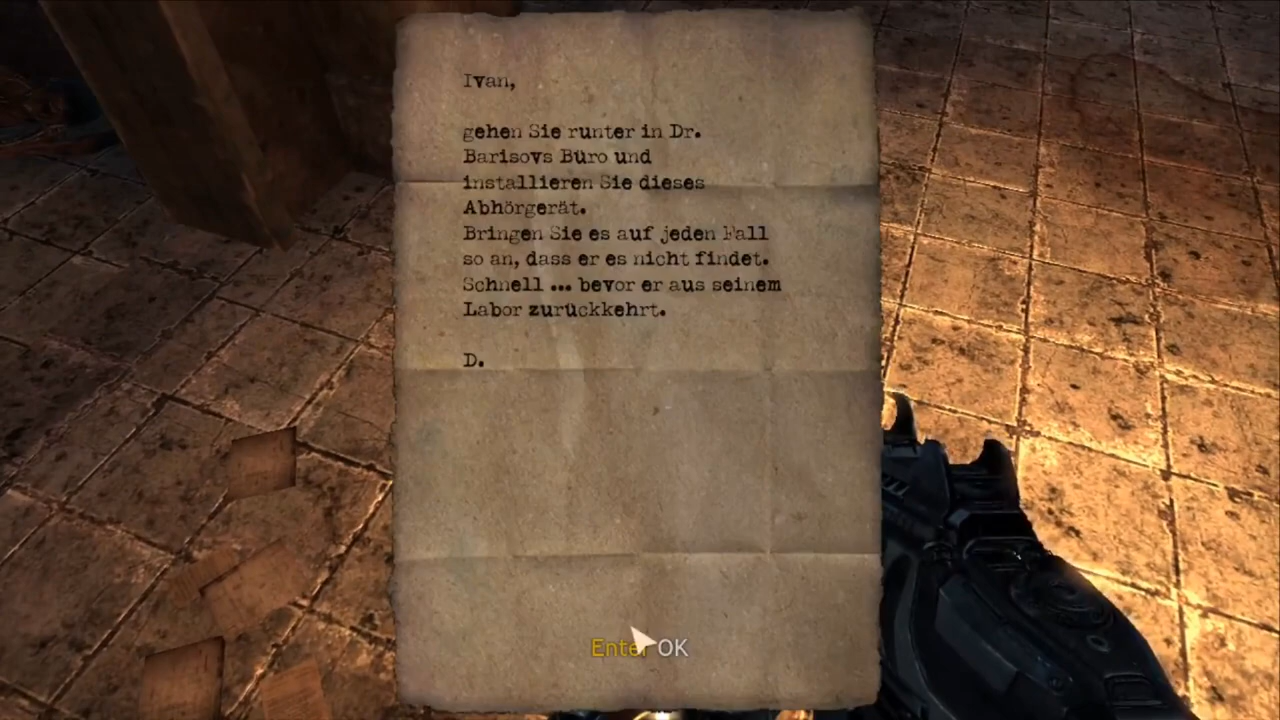 Ivan,
gehen Sie runter in Dr.
Barisovs Büro und
installieren Sie dieses
Abhörgerät.
Bringen Sie es auf jeden Fall
so an, dass er es nicht findet.
Schnell ... bevor er aus seinem
Labor zurückkehrt.
D.
Enter OK